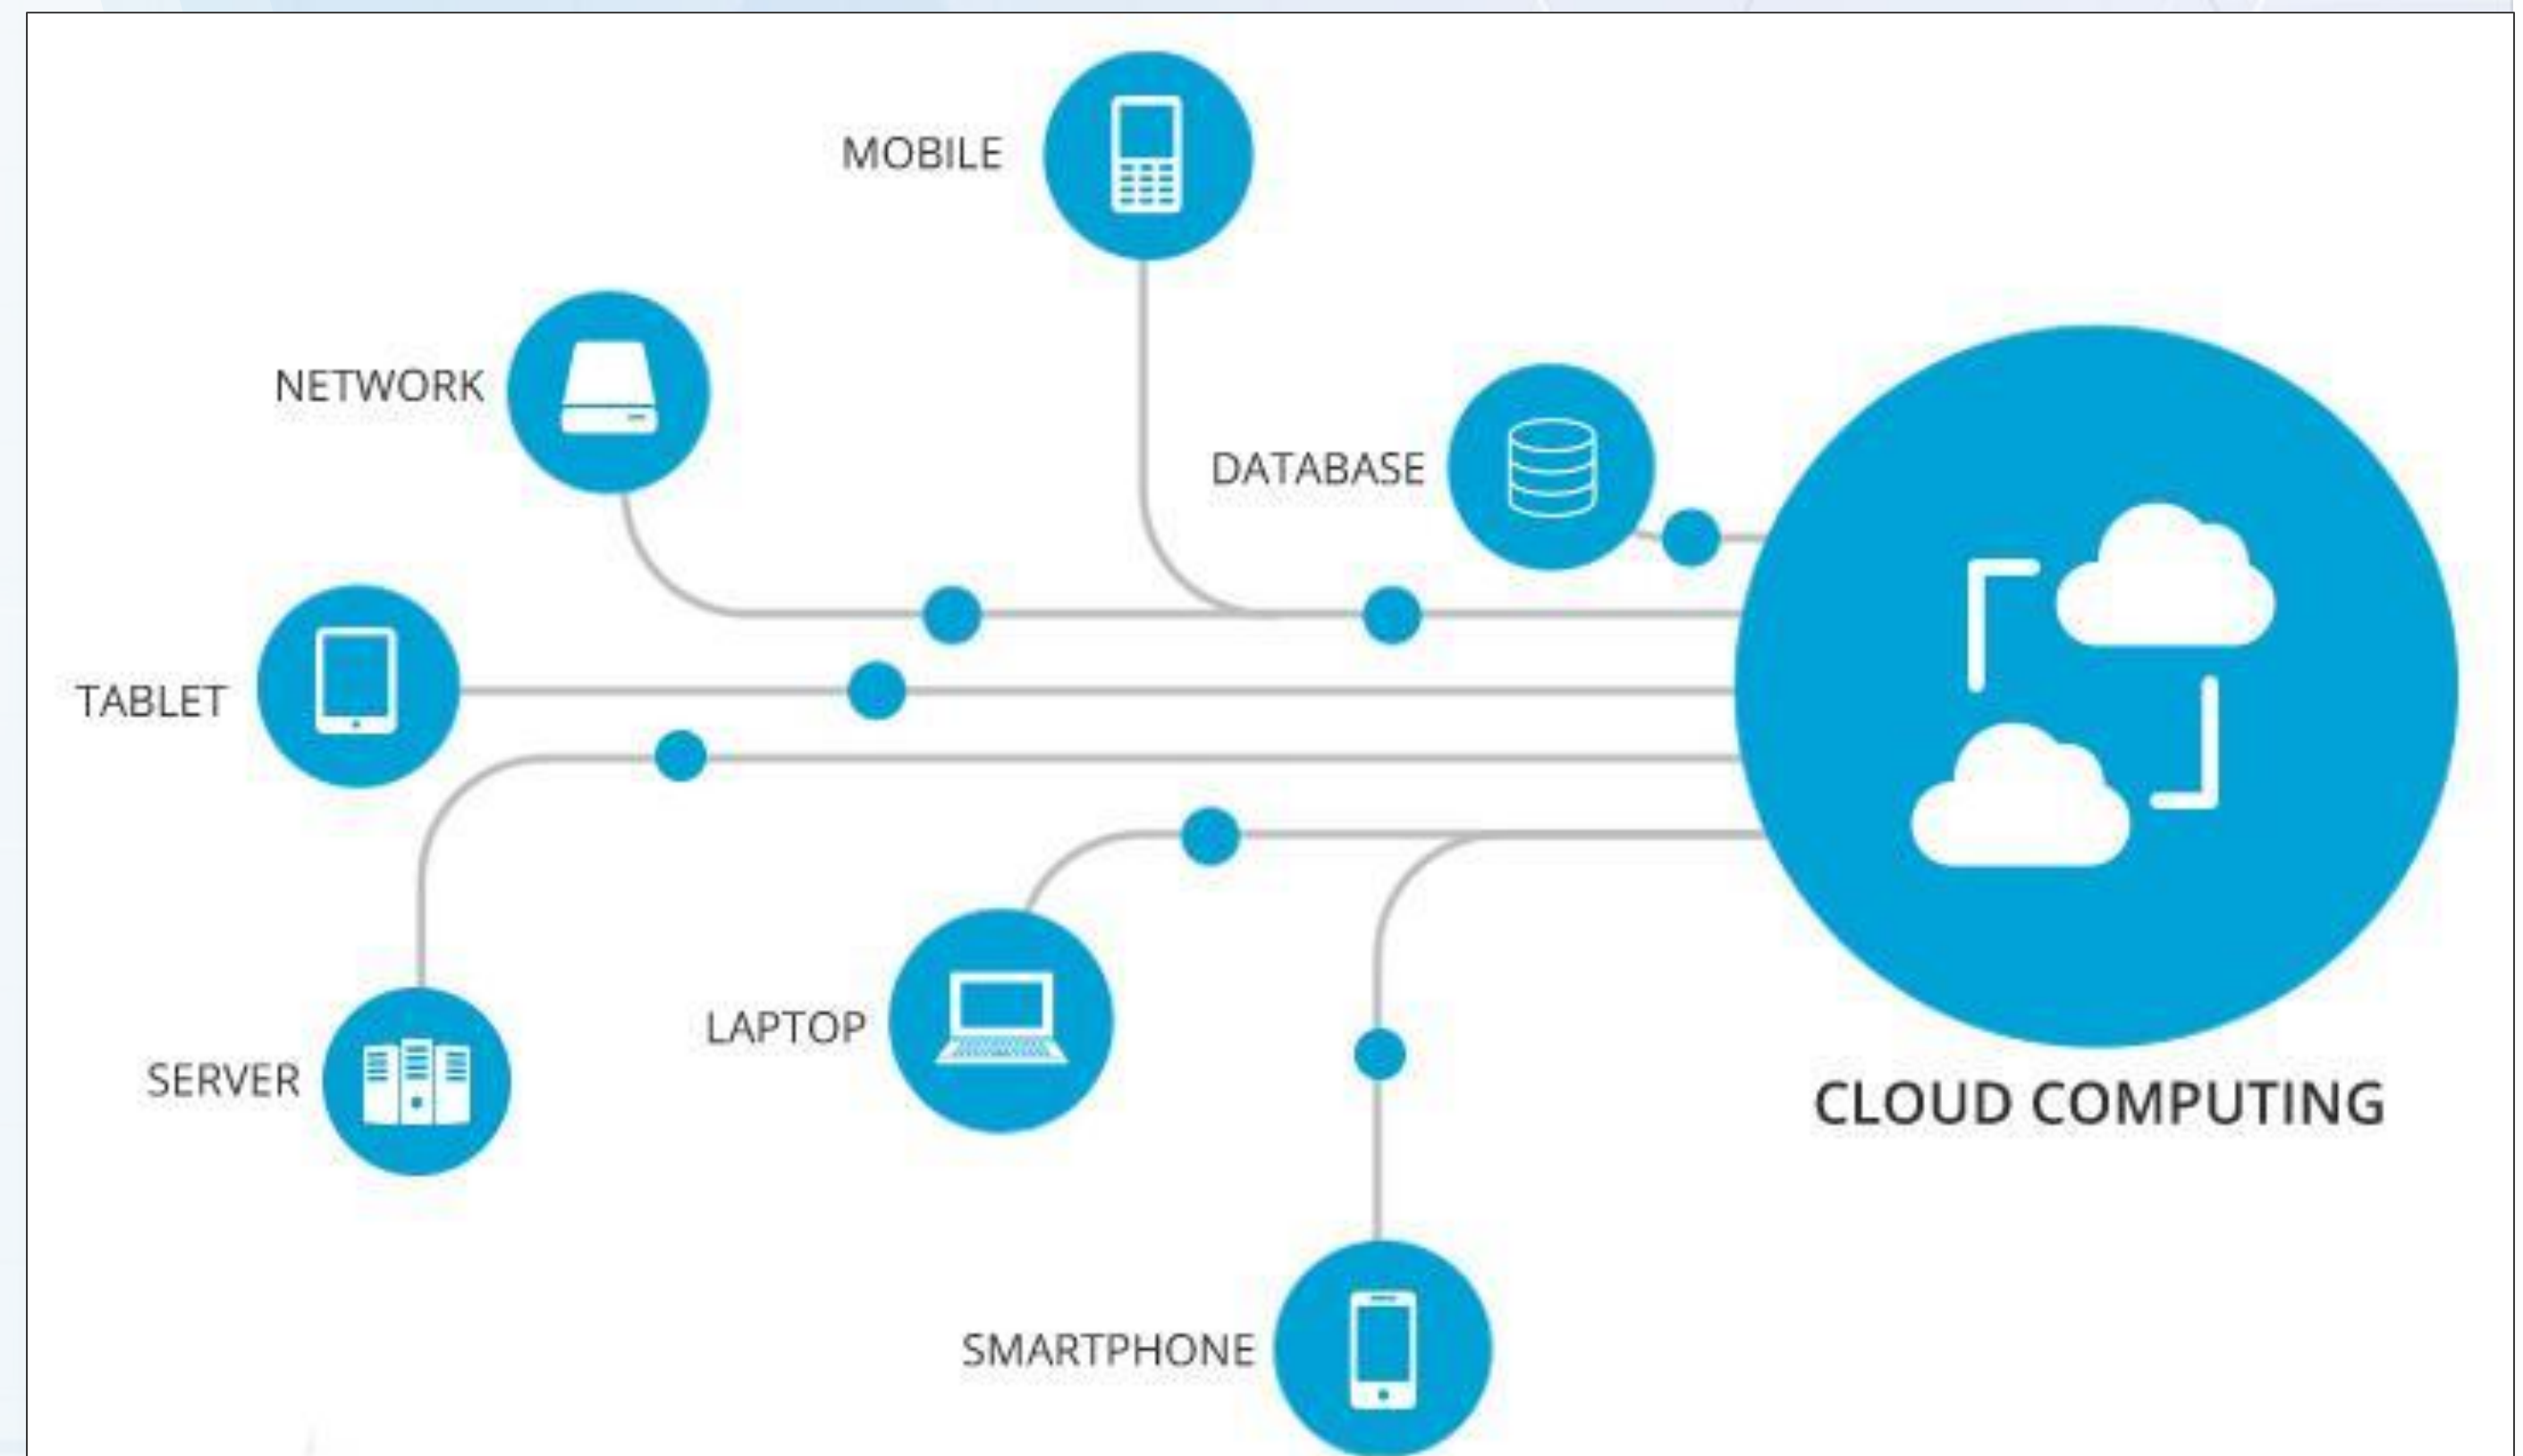 MOBILE
NETWORK
DATABASE
TABLET
LAPTOP
SERVER
CLOUD COMPUTING
SMARTPHONE